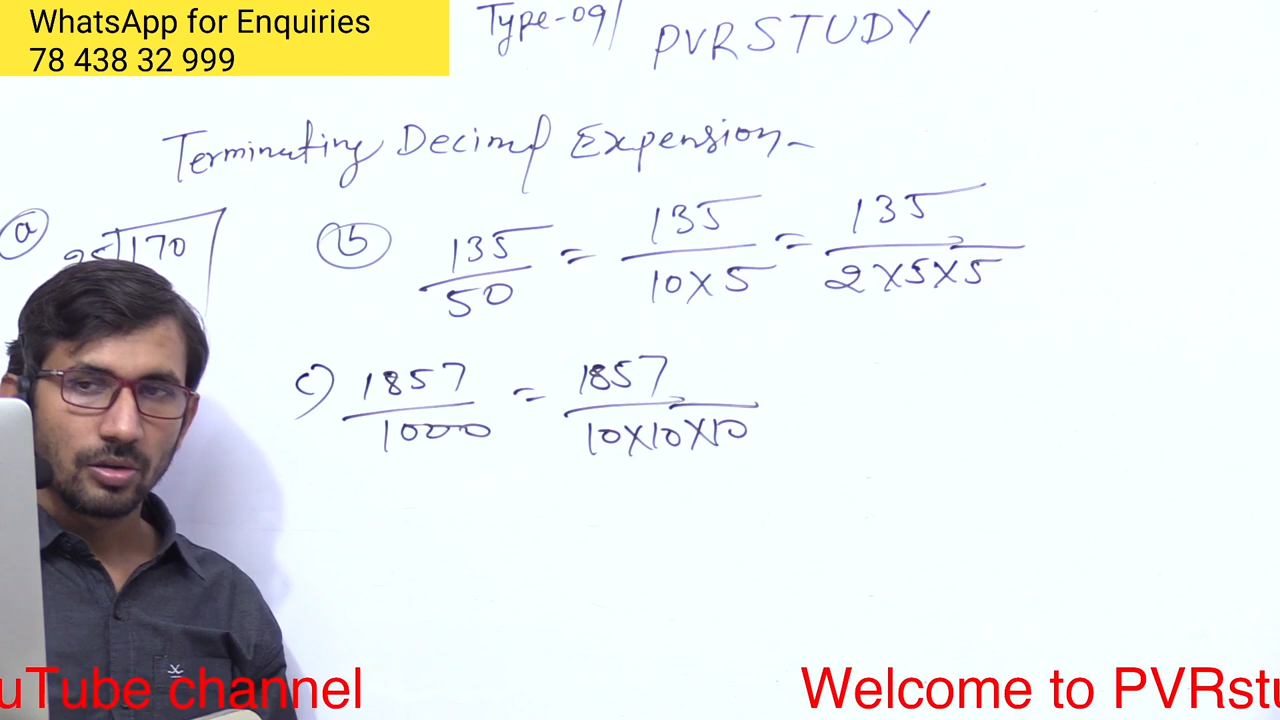 WhatsApp for Enquiries
78 438 32 999
Type-09/ PVRSTUDY
Terminating Decimal Expension
a 170
b 135/50 = 135/10×5 = 135/2×5×5
c) 1857/1000 = 1857/10×10×10
uTube channel Welcome to PVRstu